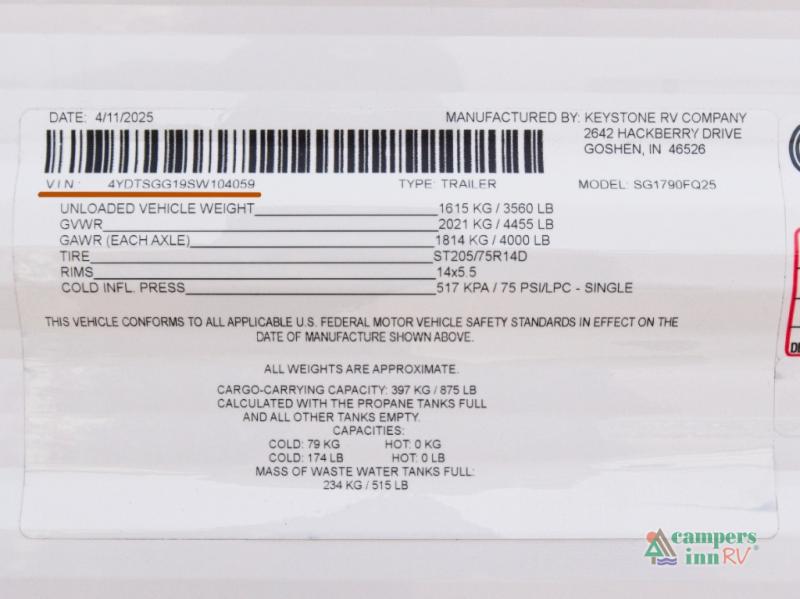 DATE: 4/11/2025 MANUFACTURED BY: KEYSTONE RV COMPANY
2642 HACKBERRY DRIVE
GOSHEN, IN 46526
VIN: 4YDTSGG19SW104059 TYPE: TRAILER MODEL: SG1790FQ25
UNLOADED VEHICLE WEIGHT 1615 KG / 3560 LB
GVWR 2021 KG / 4455 LB
GAWR (EACH AXLE) 1814 KG / 4000 LB
TIRE ST205/75R14D
RIMS 14x5.5
COLD INFL. PRESS 517 KPA / 75 PSI/LPC - SINGLE
THIS VEHICLE CONFORMS TO ALL APPLICABLE U.S. FEDERAL MOTOR VEHICLE SAFETY STANDARDS IN EFFECT ON THE
DATE OF MANUFACTURE SHOWN ABOVE.
ALL WEIGHTS ARE APPROXIMATE.
CARGO-CARRYING CAPACITY: 397 KG / 875 LB
CALCULATED WITH THE PROPANE TANKS FULL
AND ALL OTHER TANKS EMPTY.
CAPACITIES:
COLD: 79 KG HOT: 0 KG
COLD: 174 LB HOT: 0 LB
MASS OF WASTE WATER TANKS FULL:
234 KG / 515 LB
campers
inn RV®